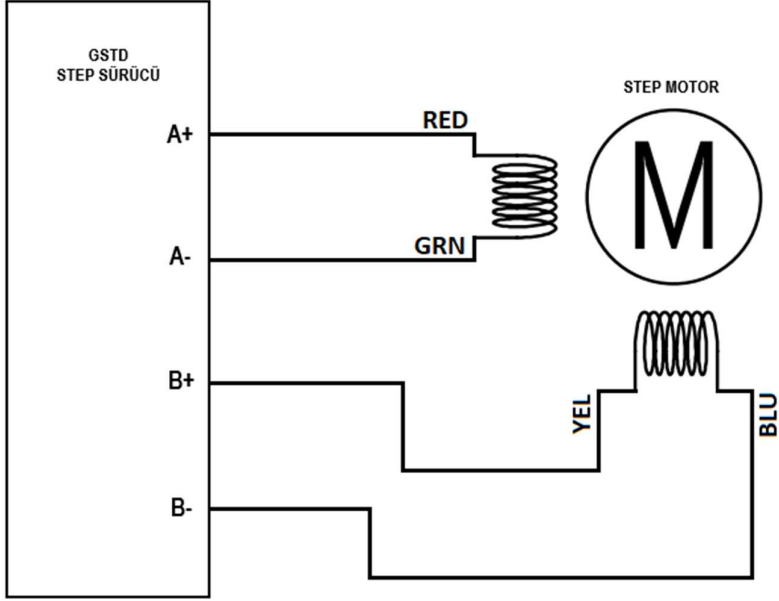 GSTD
STEP SÜRÜCÜ
STEP MOTOR
A+
RED
M
A-
GRN
B+
YEL
BLU
B-